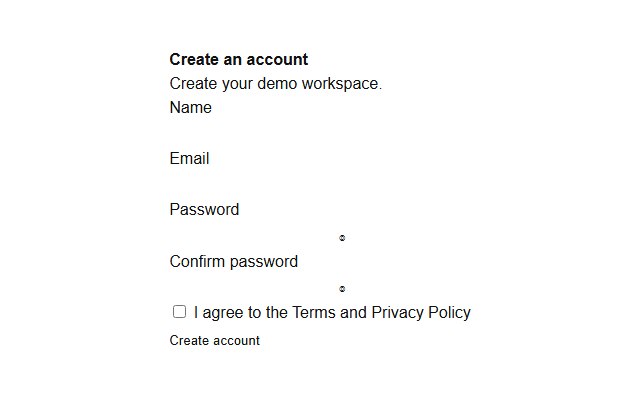 Create an account
Create your demo workspace.
Name
Email
Password
Confirm password
I agree to the Terms and Privacy Policy
Create account